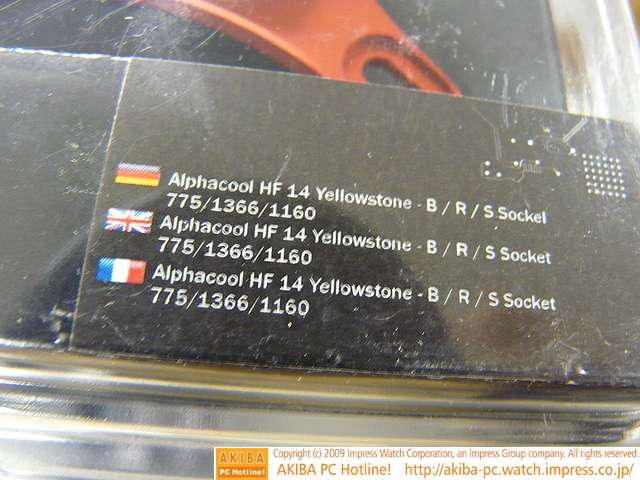 Alphacool HF 14 Yellowstone - B / R / S Sockel
775/1366/1160
Alphacool HF 14 Yellowstone - B / R / S Socket
775/1366/1160
Alphacool HF 14 Yellowstone - B / R / S Socket
775/1366/1160
AKIBA
PC Hotline!
Copyright (c) 2009 Impress Watch Corporation, an Impress Group company. All rights reserved.
AKIBA PC Hotline! http://akiba-pc.watch.impress.co.jp/